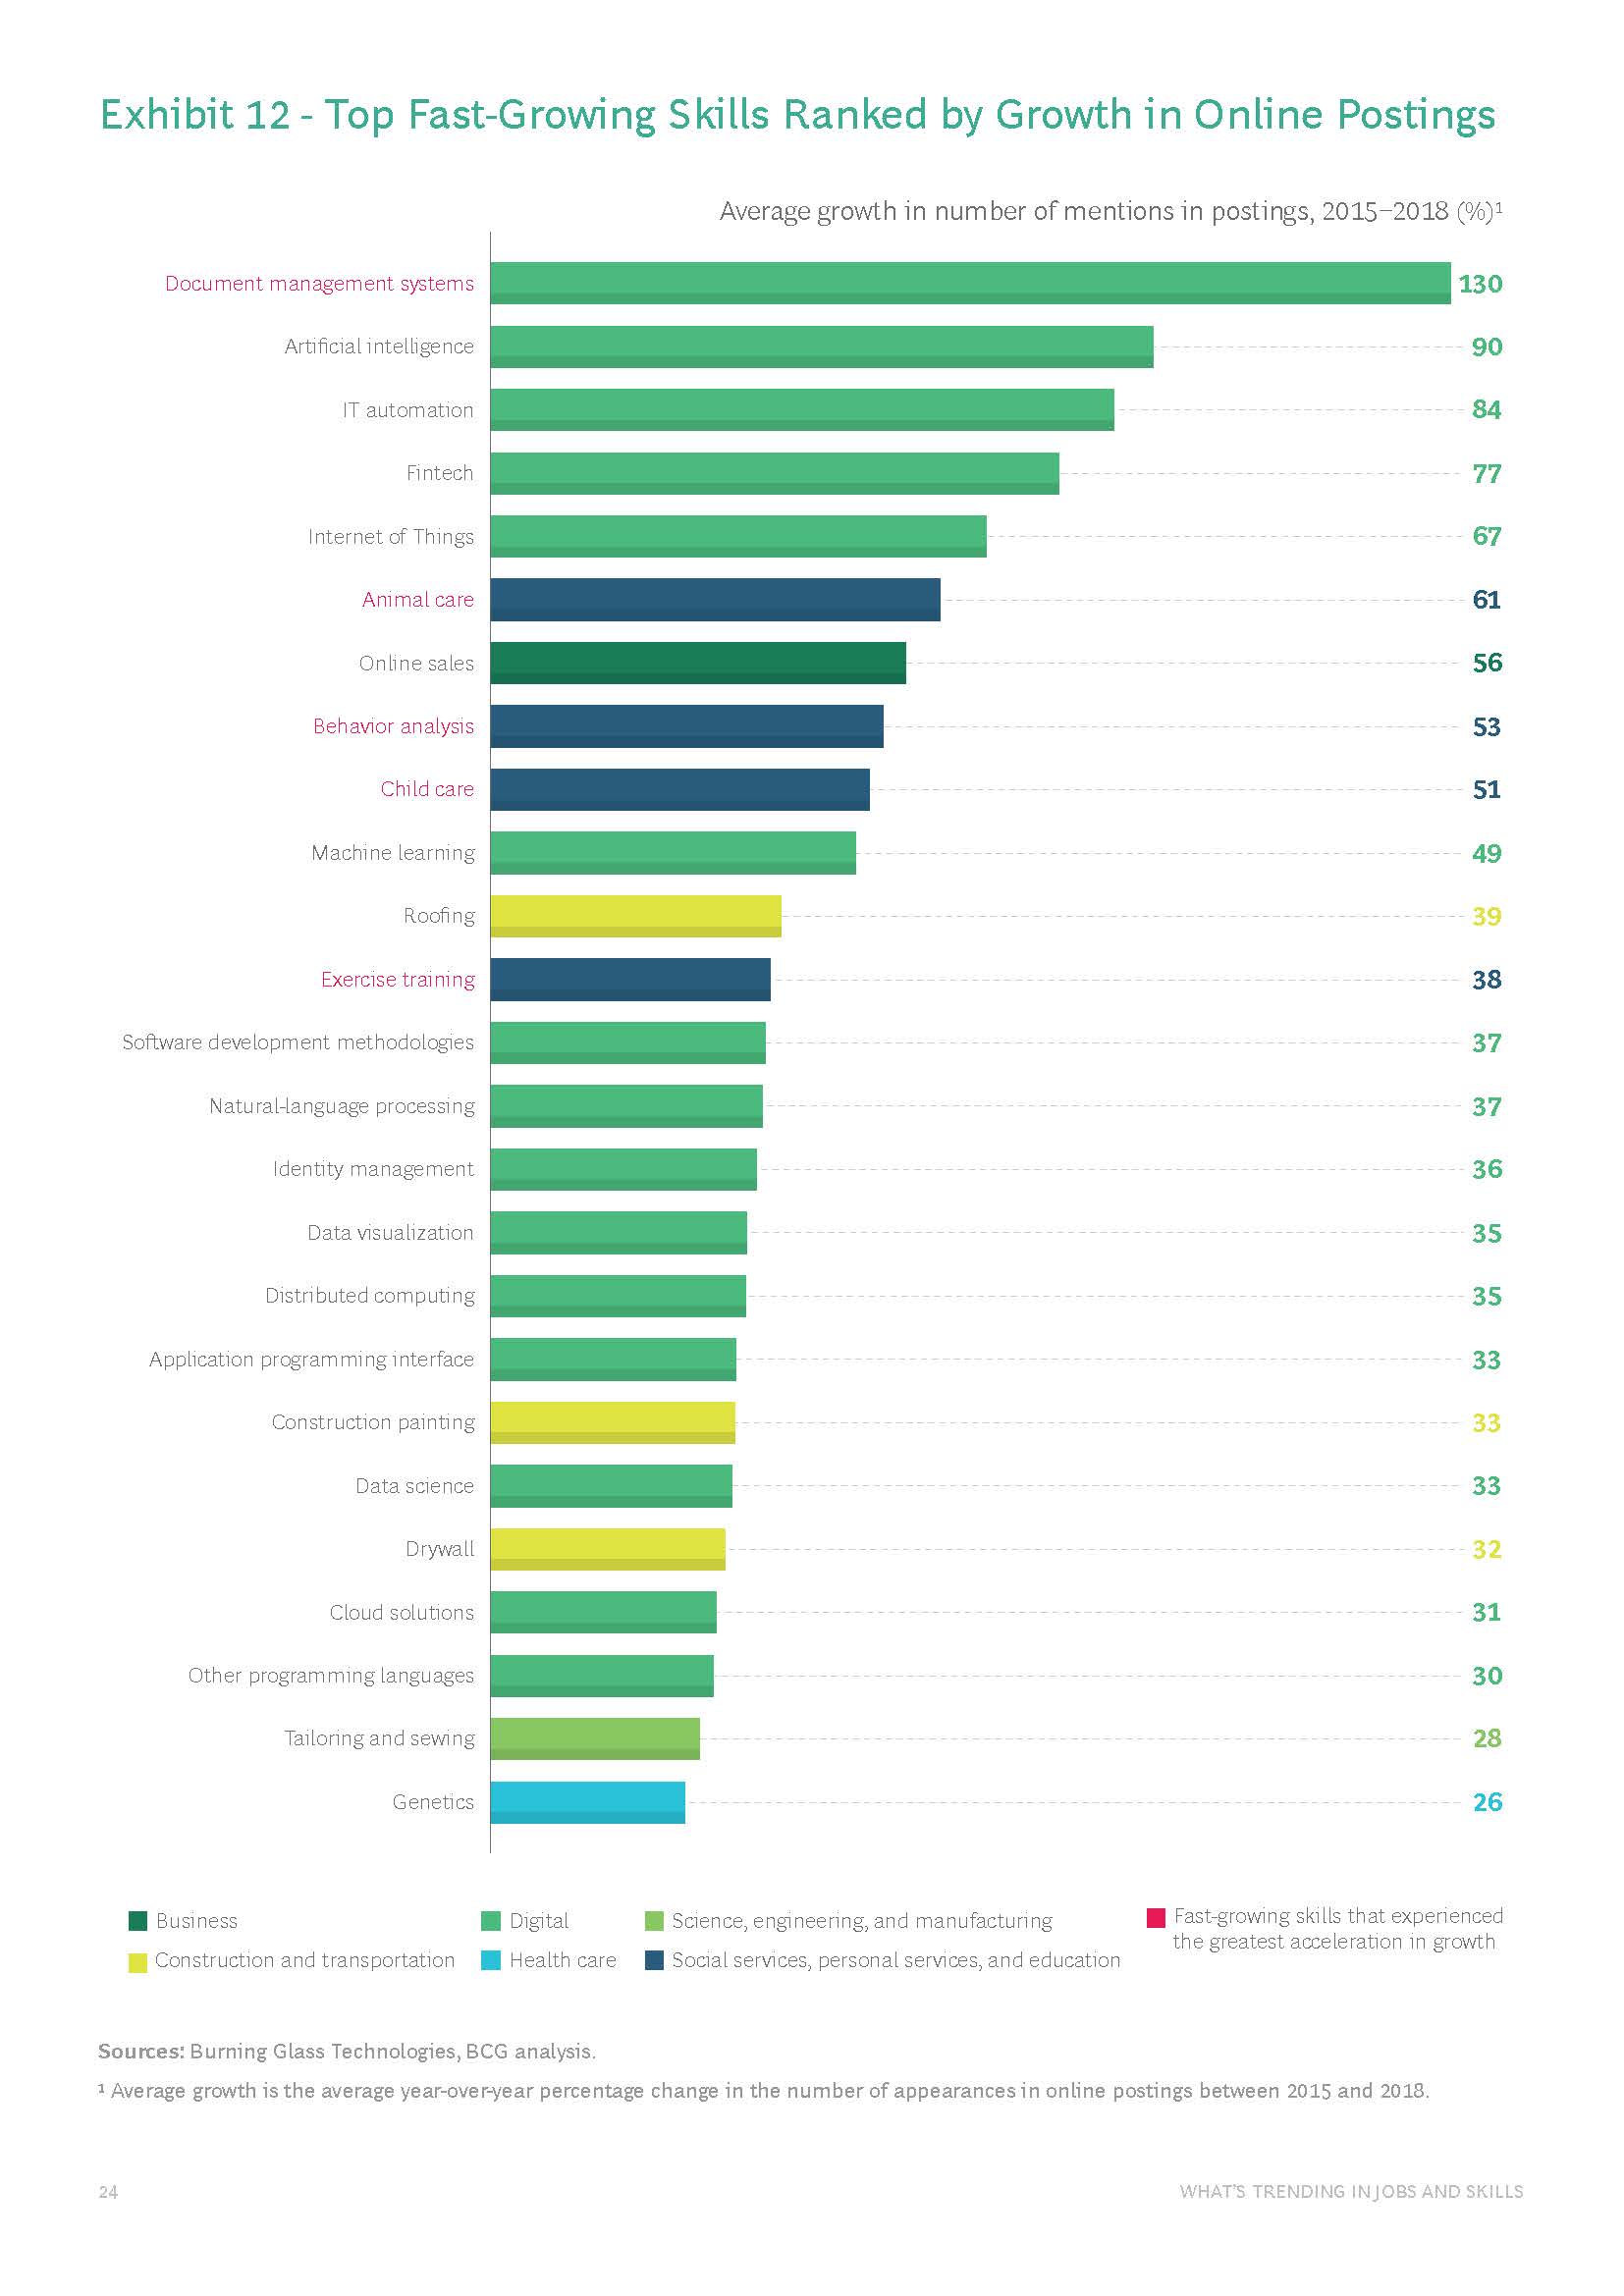 Exhibit 12 - Top Fast-Growing Skills Ranked by Growth in Online Postings
Average growth in number of mentions in postings, 2015–2018 (%)¹
Document management systems 130
Artificial intelligence 90
IT automation 84
Fintech 77
Internet of Things 67
Animal care 61
Online sales 56
Behavior analysis 53
Child care 51
Machine learning 49
Roofing 39
Exercise training 38
Software development methodologies 37
Natural-language processing 37
Identity management 36
Data visualization 35
Distributed computing 35
Application programming interface 33
Construction painting 33
Data science 33
Drywall 32
Cloud solutions 31
Other programming languages 30
Tailoring and sewing 28
Genetics 26
Business
Construction and transportation
Digital
Health care
Science, engineering, and manufacturing
Social services, personal services, and education
Fast-growing skills that experienced
the greatest acceleration in growth
Sources: Burning Glass Technologies, BCG analysis.
¹ Average growth is the average year-over-year percentage change in the number of appearances in online postings between 2015 and 2018.
24
WHAT'S TRENDING IN JOBS AND SKILLS